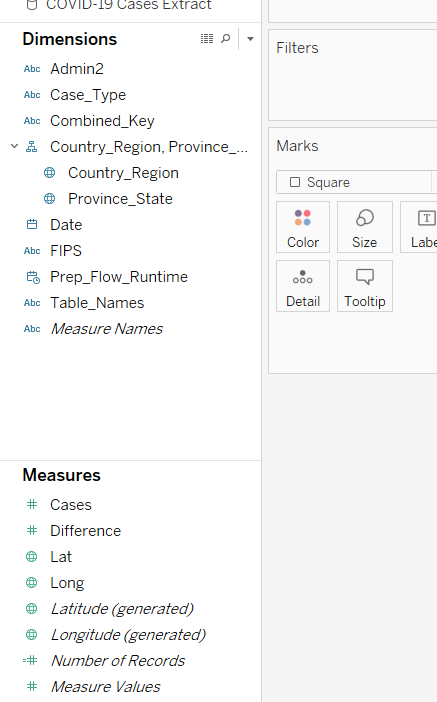 COVID-19 Cases Extract
Dimensions
Abc Admin2
Abc Case_Type
Abc Combined_Key
Country_Region, Province_...
Country_Region
Province_State
Date
Abc FIPS
Prep_Flow_Runtime
Abc Table_Names
Abc Measure Names
Measures
# Cases
# Difference
Lat
Long
Latitude (generated)
Longitude (generated)
=# Number of Records
# Measure Values
Filters
Marks
Square
Color Size T Labe
Detail Tooltip